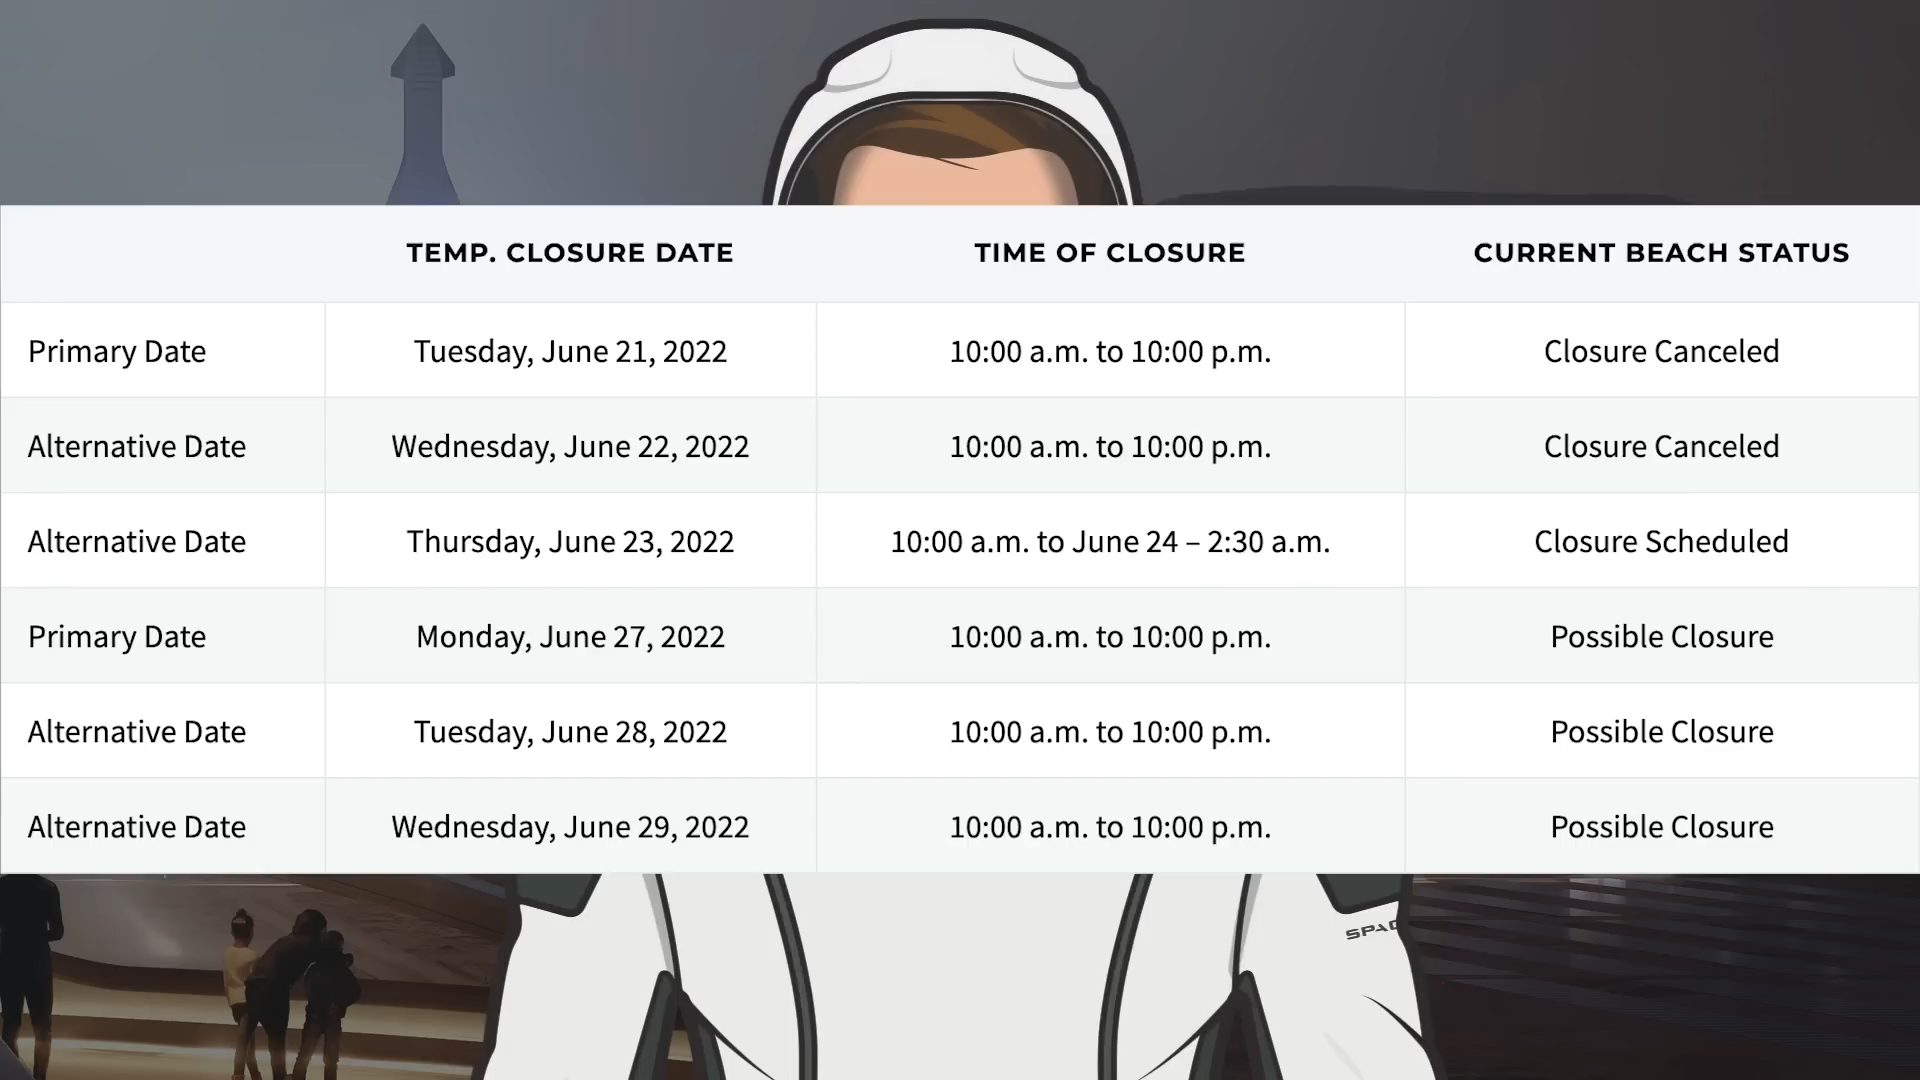 TEMP. CLOSURE DATE TIME OF CLOSURE CURRENT BEACH STATUS
Primary Date Tuesday, June 21, 2022 10:00 a.m. to 10:00 p.m. Closure Canceled
Alternative Date Wednesday, June 22, 2022 10:00 a.m. to 10:00 p.m. Closure Canceled
Alternative Date Thursday, June 23, 2022 10:00 a.m. to June 24 – 2:30 a.m. Closure Scheduled
Primary Date Monday, June 27, 2022 10:00 a.m. to 10:00 p.m. Possible Closure
Alternative Date Tuesday, June 28, 2022 10:00 a.m. to 10:00 p.m. Possible Closure
Alternative Date Wednesday, June 29, 2022 10:00 a.m. to 10:00 p.m. Possible Closure